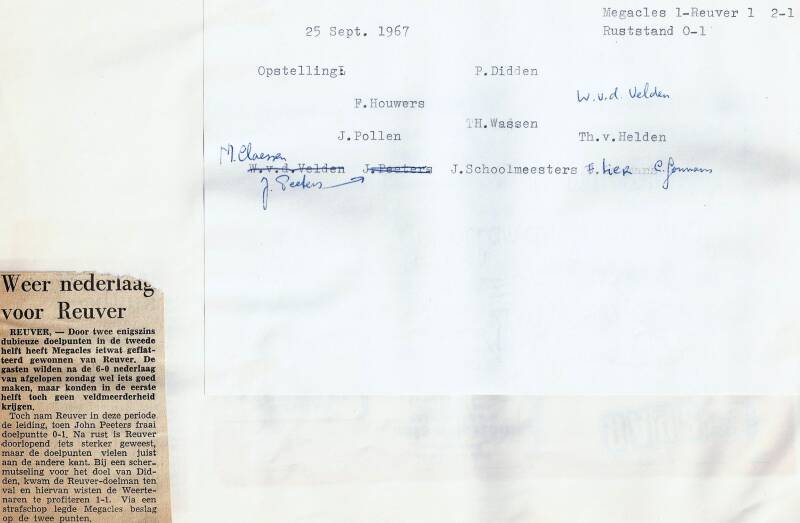 Megacles 1-Reuver 1 2-1
25 Sept. 1967 Ruststand 0-1
Opstelling: P.Didden
W.v.d. Velden
F.Houwers
TH.Wassen
J.Pollen Th.v.Helden
M.Claessen
W.v.d.Velden J.Peeters J.Schoolmeesters F. Lier
J. Peeters
Weer nederlaag
voor Reuver
REUVER. — Door twee enigszins
dubieuze doelpunten in de tweede
helft heeft Megacles ietwat geflat-
teerd gewonnen van Reuver. De
gasten wilden na de 6-0 nederlaag
van afgelopen zondag wel iets goed
maken, maar konden in de eerste
helft toch geen veldmeerderheid
krijgen.
Toch nam Reuver in deze periode
de leiding, toen John Peeters fraai
doelpuntte 0-1. Na rust is Reuver
doorlopend iets sterker geweest,
maar de doelpunten vielen juist
aan de andere kant. Bij een scher-
mutseling voor het doel van Did-
den, kwam de Reuver-doelman ten
val en hiervan wisten de Weerte-
naren te profiteren 1-1. Via een
strafschop legde Megacles beslag
op de twee punten.